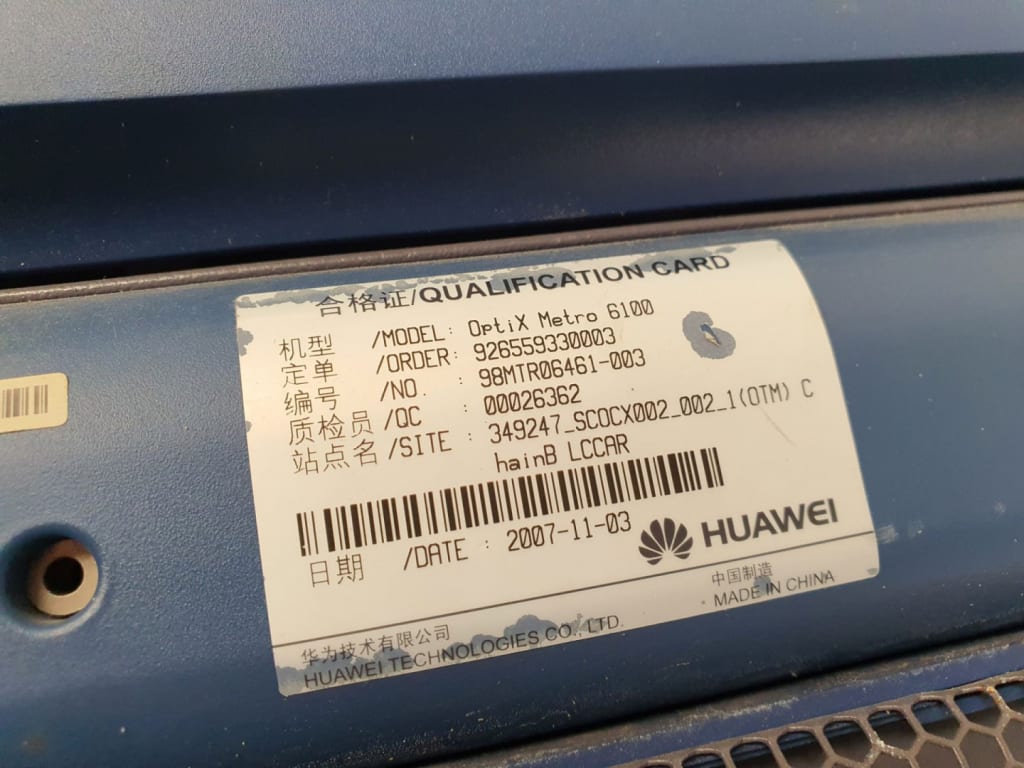 合格证/QUALIFICATION CARD
机型 /MODEL: OptiX Metro 6100
定单 /ORDER: 926559330003
编号 /NO. : 98MTR06461-003
质检员 /QC : 00026362
站点名 /SITE : 349247_SCOCX002_002_1(OTM) C
hainB LCCAR
日期 /DATE : 2007-11-03
HUAWEI
中国制造
MADE IN CHINA
华为技术有限公司
HUAWEI TECHNOLOGIES CO., LTD.